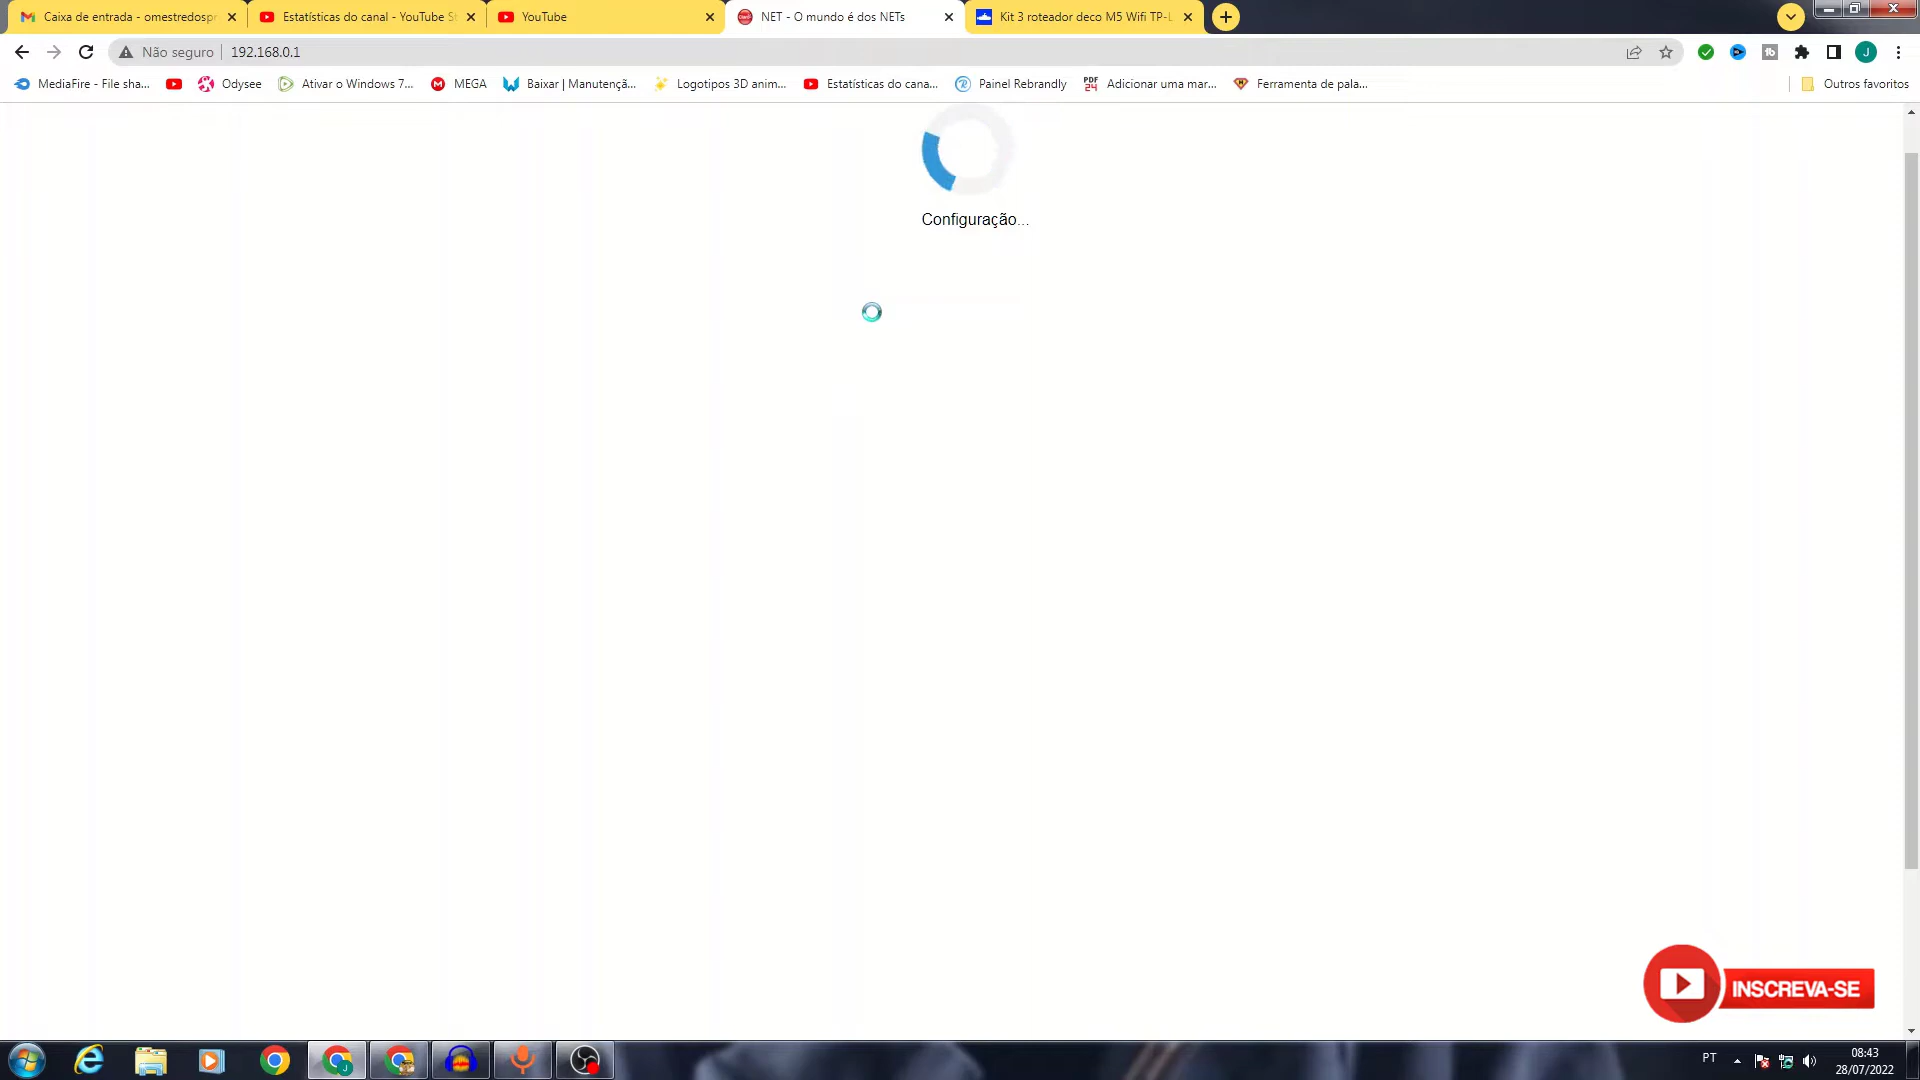 Caixa de entrada - omestredospr
Estatísticas do canal - YouTube St
YouTube
NET - O mundo é dos NETs
Kit 3 roteador deco M5 Wifi TP-L
Não seguro
192.168.0.1
J
MediaFire - File sha...
Odysee
Ativar o Windows 7...
MEGA
Baixar | Manutençã...
Logotipos 3D anim...
Estatísticas do cana...
Painel Rebrandly
PDF
24
Adicionar uma mar...
Ferramenta de pala...
Outros favoritos
Configuração...
INSCREVA-SE
PT
08:43
28/07/2022